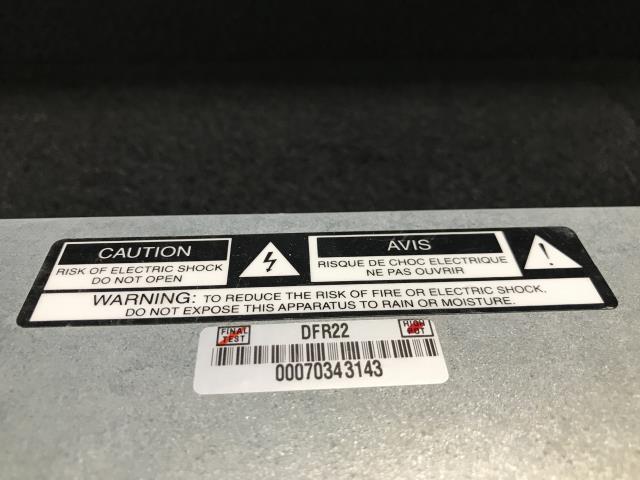 CAUTION
RISK OF ELECTRIC SHOCK
DO NOT OPEN
AVIS
RISQUE DE CHOC ELECTRIQUE
NE PAS OUVRIR
!
WARNING: TO REDUCE THE RISK OF FIRE OR ELECTRIC SHOCK,
DO NOT EXPOSE THIS APPARATUS TO RAIN OR MOISTURE.
FINAL
TEST
DFR22
HIGH
POT
00070343143